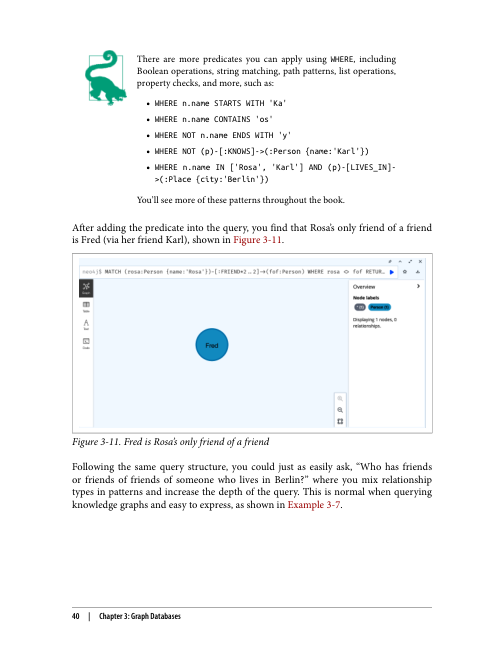 There are more predicates you can apply using WHERE, including
Boolean operations, string matching, path patterns, list operations,
property checks, and more, such as:
• WHERE n.name STARTS WITH 'Ka'
• WHERE n.name CONTAINS 'os'
• WHERE NOT n.name ENDS WITH 'y'
• WHERE NOT (p)-[:KNOWS]->(:Person {name:'Karl'})
• WHERE n.name IN ['Rosa', 'Karl'] AND (p)-[LIVES_IN]-
>(:Place {city:'Berlin'})
You'll see more of these patterns throughout the book.
After adding the predicate into the query, you find that Rosa's only friend of a friend
is Fred (via her friend Karl), shown in Figure 3-11.
neo4j$ MATCH (rosa:Person {name:'Rosa'})-[:FRIEND*2..2]->(fof:Person) WHERE rosa <> fof RETUR…
Graph
Table
Text
Code
Fred
Overview
Node labels
* (1) Person (1)
Displaying 1 nodes, 0
relationships.
Figure 3-11. Fred is Rosa's only friend of a friend
Following the same query structure, you could just as easily ask, “Who has friends
or friends of friends of someone who lives in Berlin?” where you mix relationship
types in patterns and increase the depth of the query. This is normal when querying
knowledge graphs and easy to express, as shown in Example 3-7.
40 | Chapter 3: Graph Databases